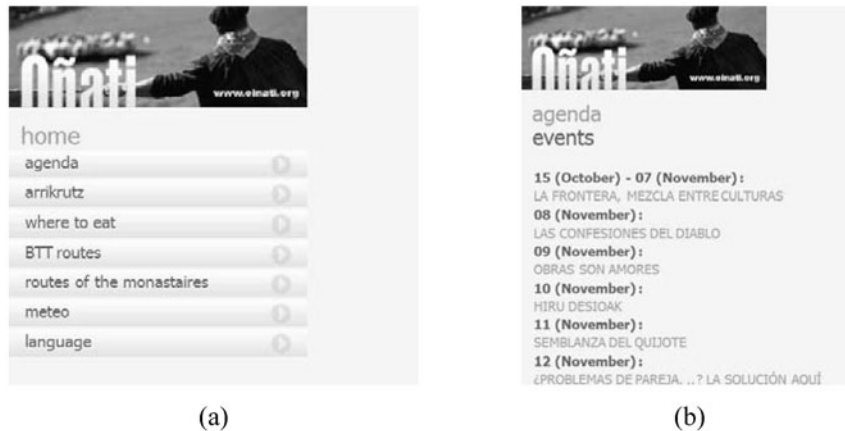 Oñati
www.oinati.org
home
agenda
arrikrutz
where to eat
BTT routes
routes of the monastaires
meteo
language
(a)
Oñati
www.oinati.org
agenda
events
15 (October) - 07 (November):
LA FRONTERA, MEZCLA ENTRE CULTURAS
08 (November):
LAS CONFESIONES DEL DIABLO
09 (November):
OBRAS SON AMORES
10 (November):
HIRU DESIOAK
11 (November):
SEMBLANZA DEL QUIJOTE
12 (November):
¿PROBLEMAS DE PAREJA. ..? LA SOLUCIÓN AQUÍ
(b)